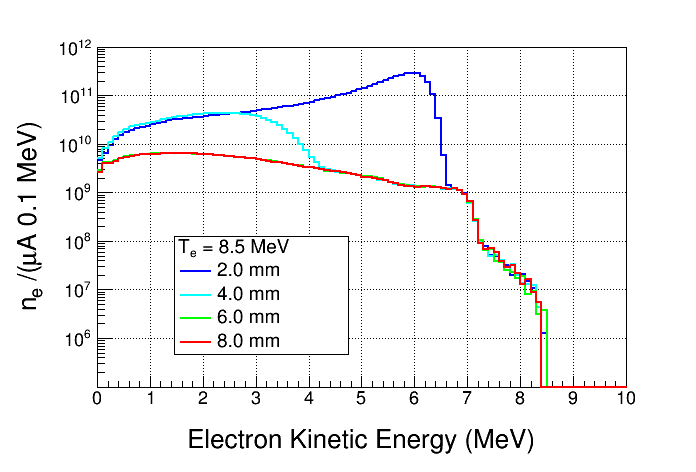 n_e /(μA 0.1 MeV)
10^12
10^11
10^10
10^9
10^8
10^7
10^6
T_e = 8.5 MeV
2.0 mm
4.0 mm
6.0 mm
8.0 mm
0 1 2 3 4 5 6 7 8 9 10
Electron Kinetic Energy (MeV)